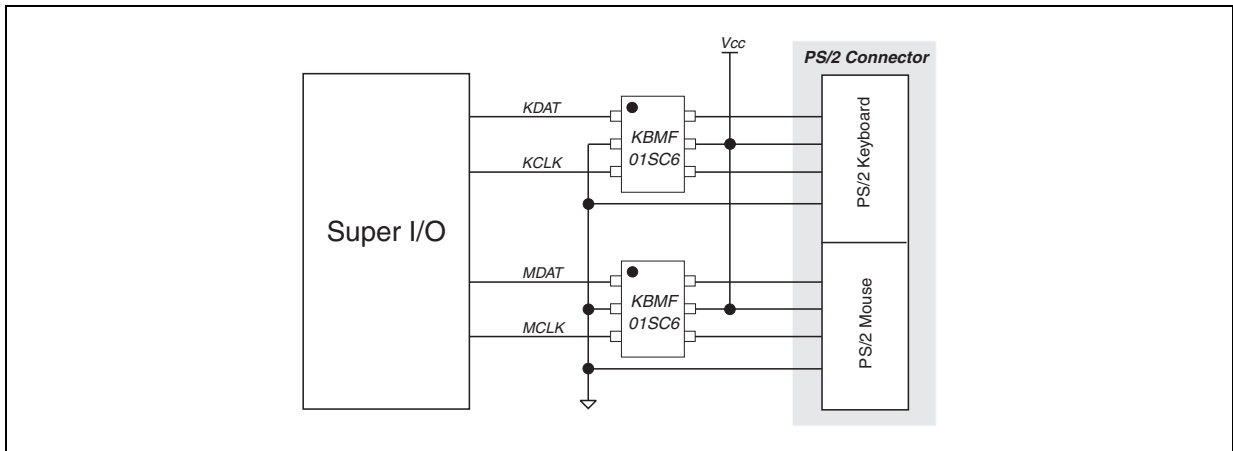 Vcc
PS/2 Connector
KDAT
KBMF
01SC6
KCLK
PS/2 Keyboard
Super I/O
MDAT
KBMF
01SC6
MCLK
PS/2 Mouse